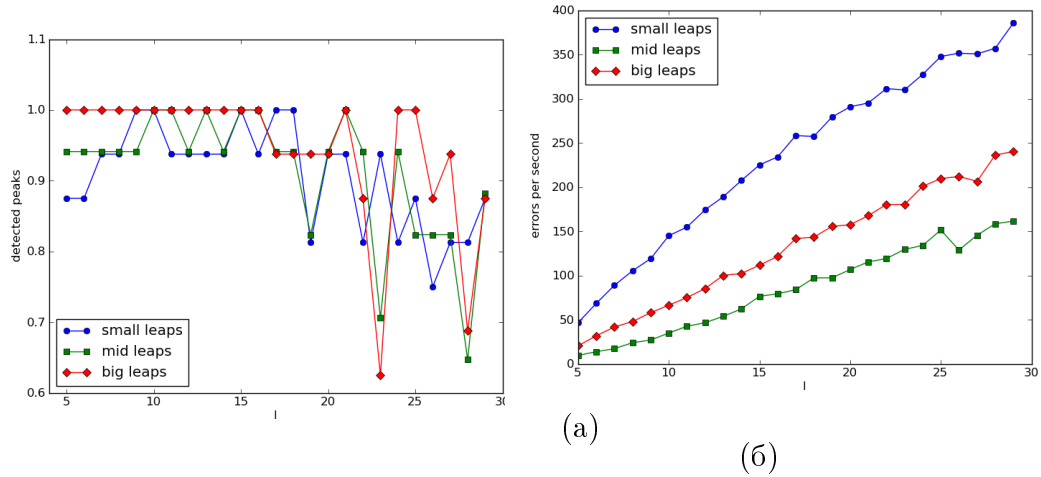 1.1
1.0
0.9
0.8
0.7
0.6
detected peaks
small leaps
mid leaps
big leaps
5 10 15 20 25 30
l
400
350
300
250
200
150
100
50
0
errors per second
small leaps
mid leaps
big leaps
5 10 15 20 25 30
l
(а)
(б)